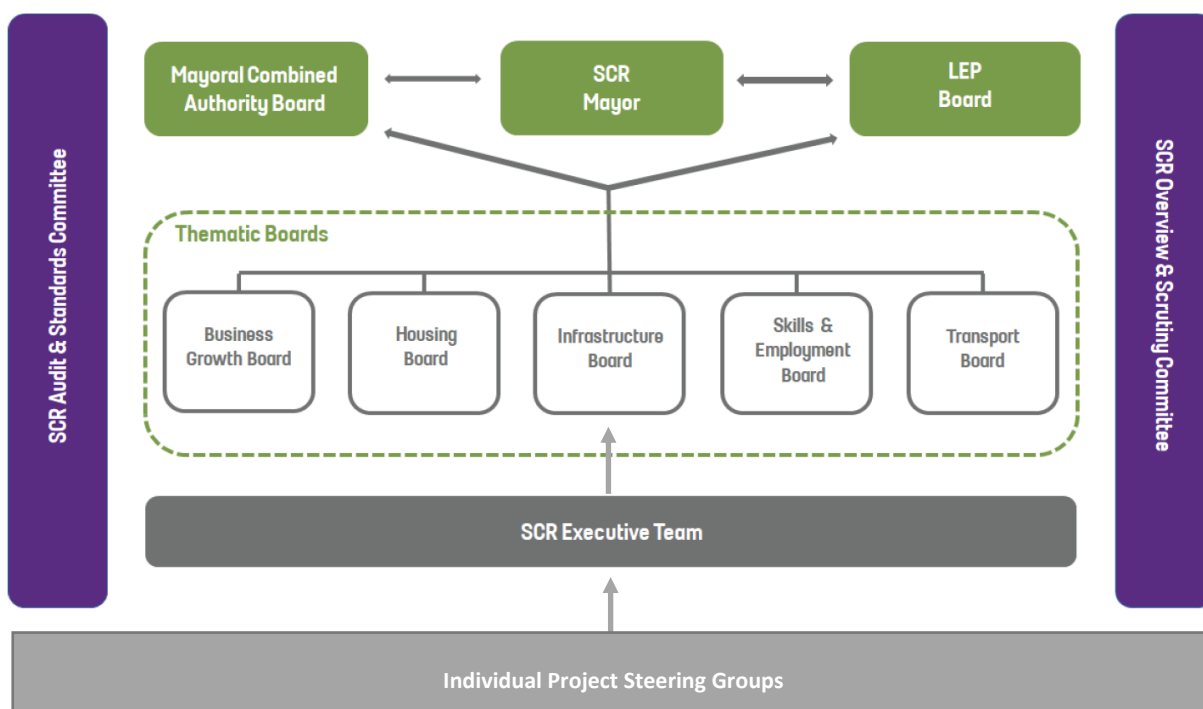 SCR Audit & Standards Committee
Mayoral Combined
Authority Board
SCR
Mayor
LEP
Board
SCR Overview & Scrutiny Committee
Thematic Boards
Business
Growth Board
Housing
Board
Infrastructure
Board
Skills &
Employment
Board
Transport
Board
SCR Executive Team
Individual Project Steering Groups